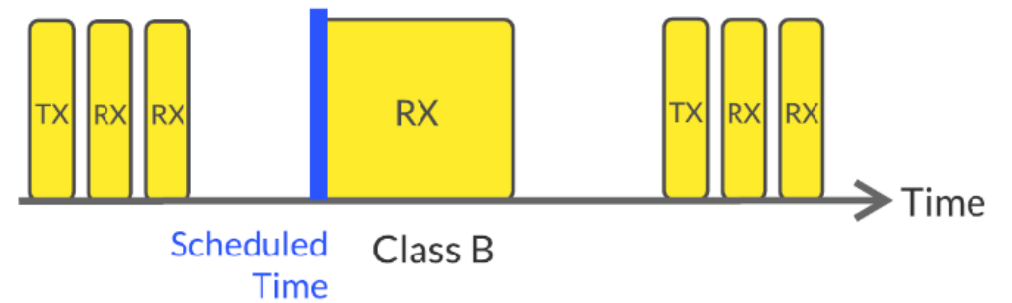 TX RX RX RX TX RX RX
Time
Scheduled
Time
Class B